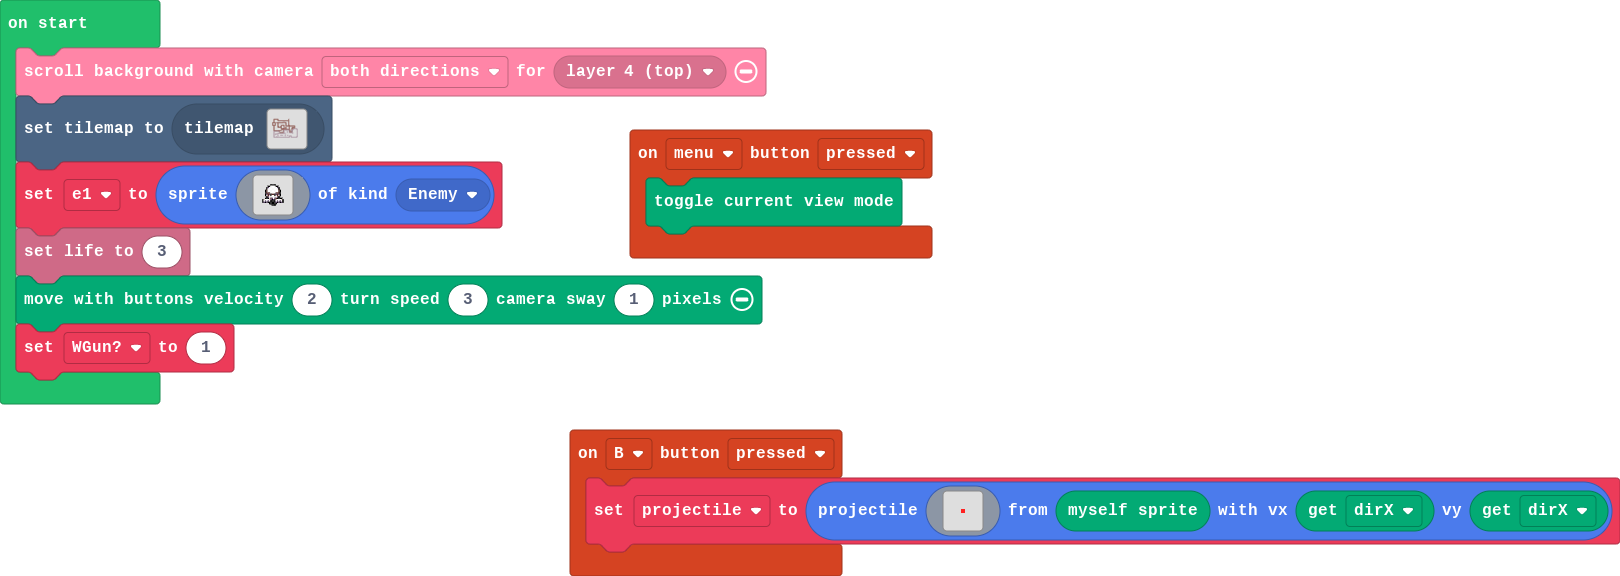 on start
scroll background with camera both directions for layer 4 (top)
set tilemap to tilemap
set e1 to sprite of kind Enemy
set life to 3
move with buttons velocity 2 turn speed 3 camera sway 1 pixels
set WGun? to 1
on menu button pressed
toggle current view mode
on B button pressed
set projectile to projectile from myself sprite with vx get dirX vy get dirX